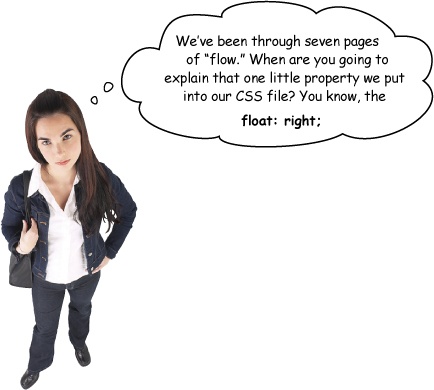 We’ve been through seven pages
of “flow.” When are you going to
explain that one little property we put
into our CSS file? You know, the
float: right;